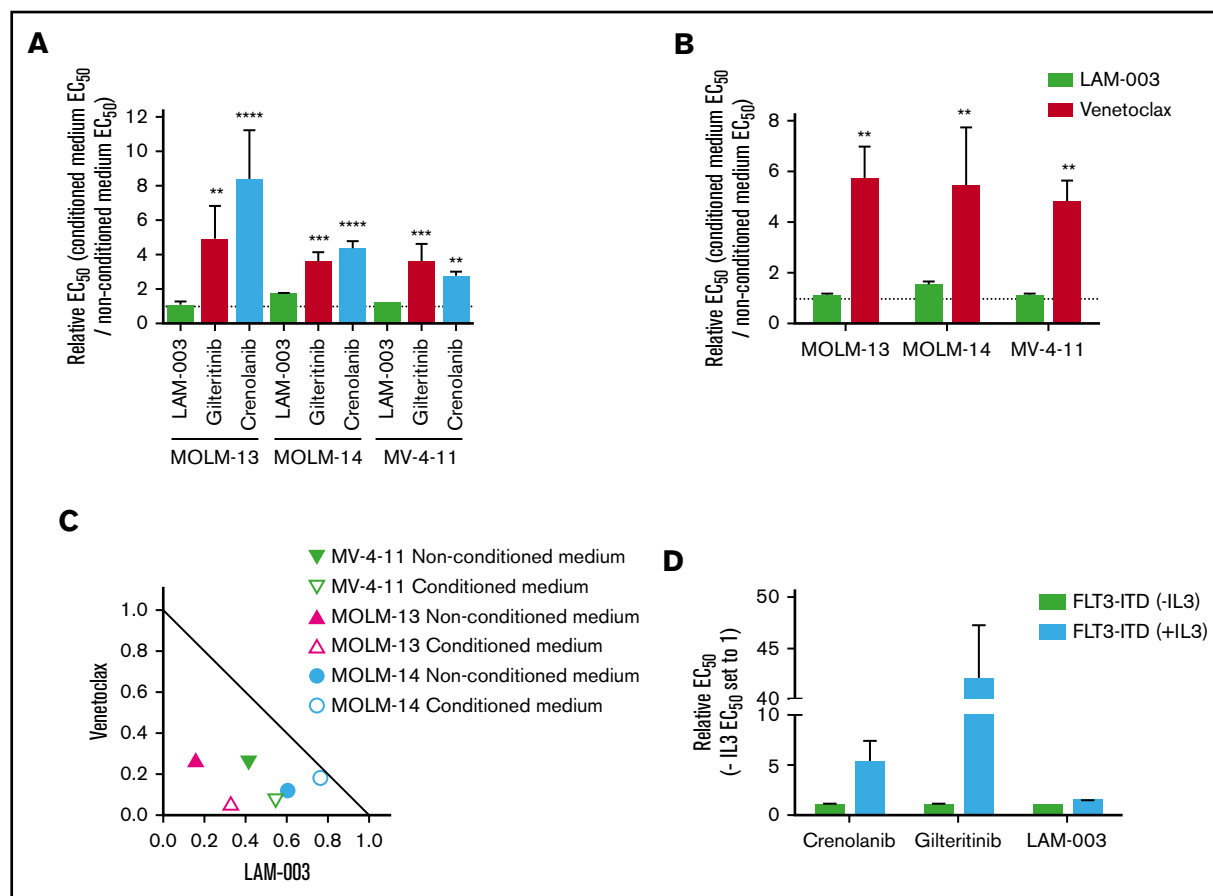 A
Relative EC50 (conditioned medium EC50
/ non-conditioned medium EC50)
12
10
8
6
4
2
0
**
****
***
****
***
**
LAM-003
Gilteritinib
Crenolanib
LAM-003
Gilteritinib
Crenolanib
LAM-003
Gilteritinib
Crenolanib
MOLM-13
MOLM-14
MV-4-11
B
Relative EC50 (conditioned medium EC50
/ non-conditioned medium EC50)
LAM-003
Venetoclax
8
6
4
2
0
**
**
**
MOLM-13
MOLM-14
MV-4-11
C
MV-4-11 Non-conditioned medium
MV-4-11 Conditioned medium
MOLM-13 Non-conditioned medium
MOLM-13 Conditioned medium
MOLM-14 Non-conditioned medium
MOLM-14 Conditioned medium
Venetoclax
1.0
0.8
0.6
0.4
0.2
0.0
0.0 0.2 0.4 0.6 0.8 1.0
LAM-003
D
Relative EC50
(- IL3 EC50 set to 1)
FLT3-ITD (-IL3)
FLT3-ITD (+IL3)
50
40
10
5
0
Crenolanib
Gilteritinib
LAM-003